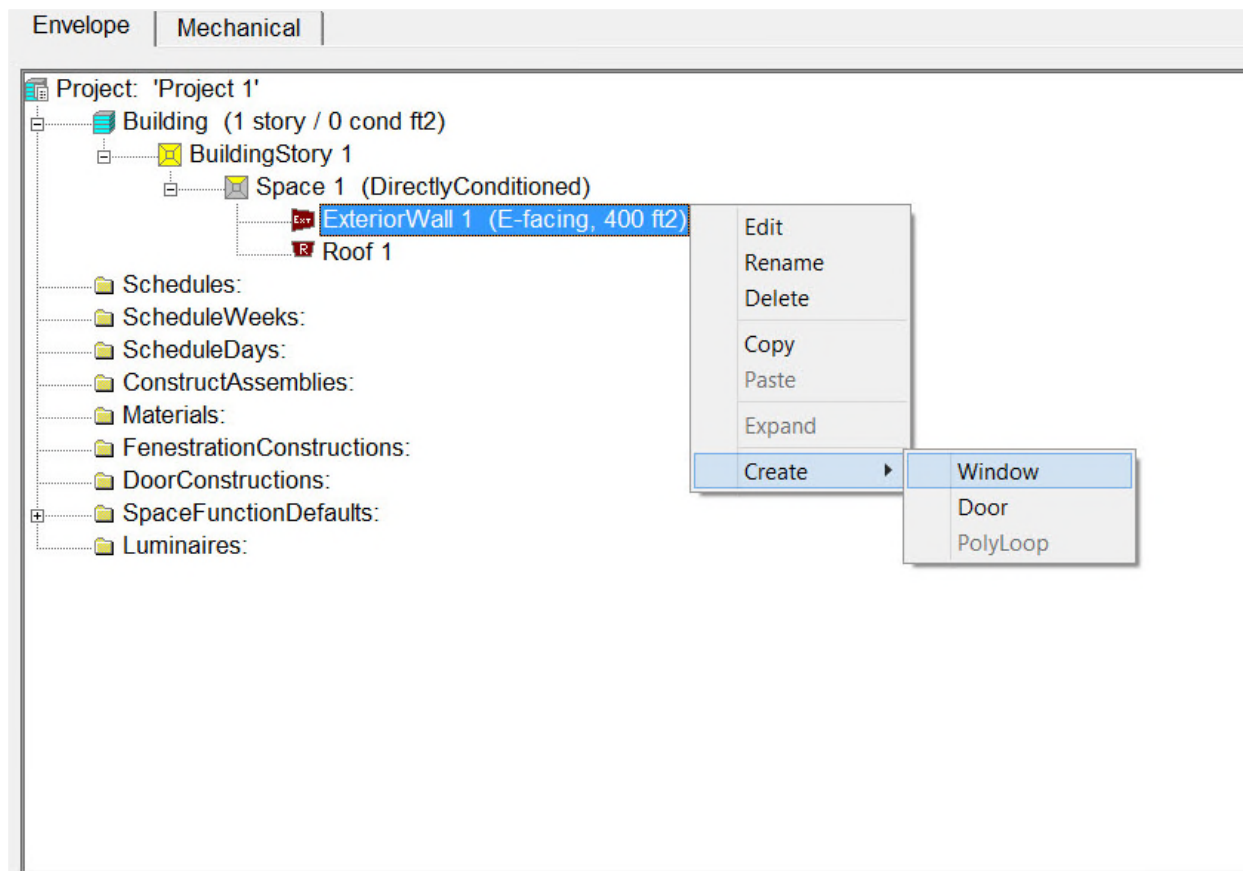 Envelope
Mechanical
Project: 'Project 1'
Building (1 story / 0 cond ft2)
BuildingStory 1
Space 1 (DirectlyConditioned)
Ext ExteriorWall 1 (E-facing, 400 ft2)
R Roof 1
Schedules:
ScheduleWeeks:
ScheduleDays:
ConstructAssemblies:
Materials:
FenestrationConstructions:
DoorConstructions:
SpaceFunctionDefaults:
Luminaires:
Edit
Rename
Delete
Copy
Paste
Expand
Create
Window
Door
PolyLoop